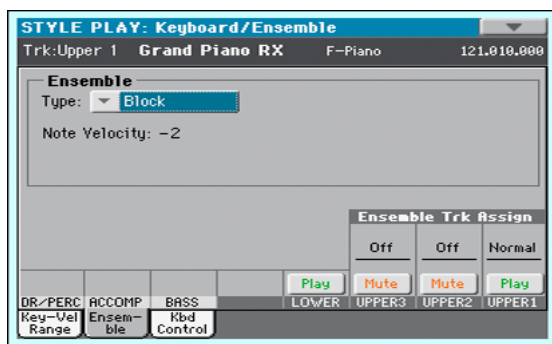 STYLE PLAY: Keyboard/Ensemble
Trk:Upper 1 Grand Piano RX F-Piano 121.010.000
Ensemble
Type: Block
Note Velocity: -2
Ensemble Trk Assign
Off Off Normal
Play Mute Mute Play
DR/PERC ACCOMP BASS LOWER UPPER3 UPPER2 UPPER1
Key-Vel Ensem- Kbd
Range ble Control